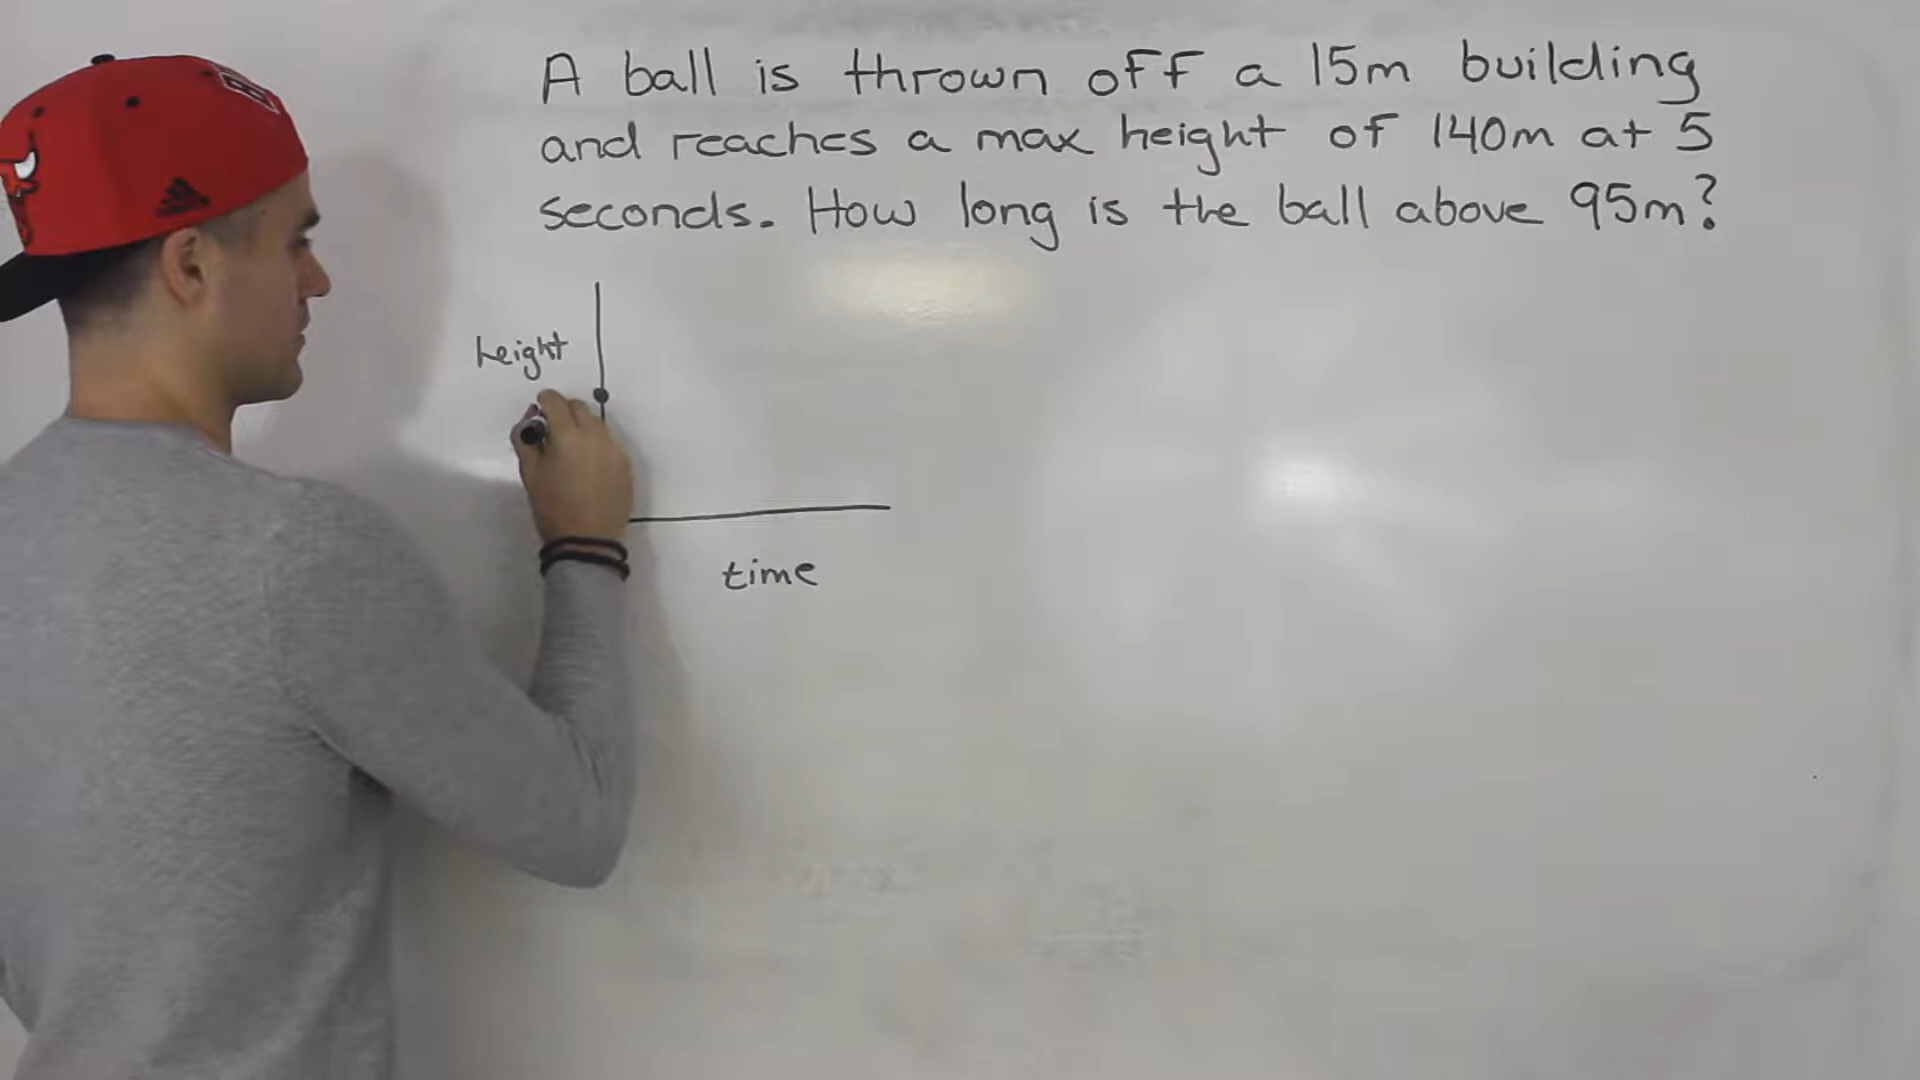 A ball is thrown off a 15m building
and reaches a max height of 140m at 5
seconds. How long is the ball above 95m?
height
time